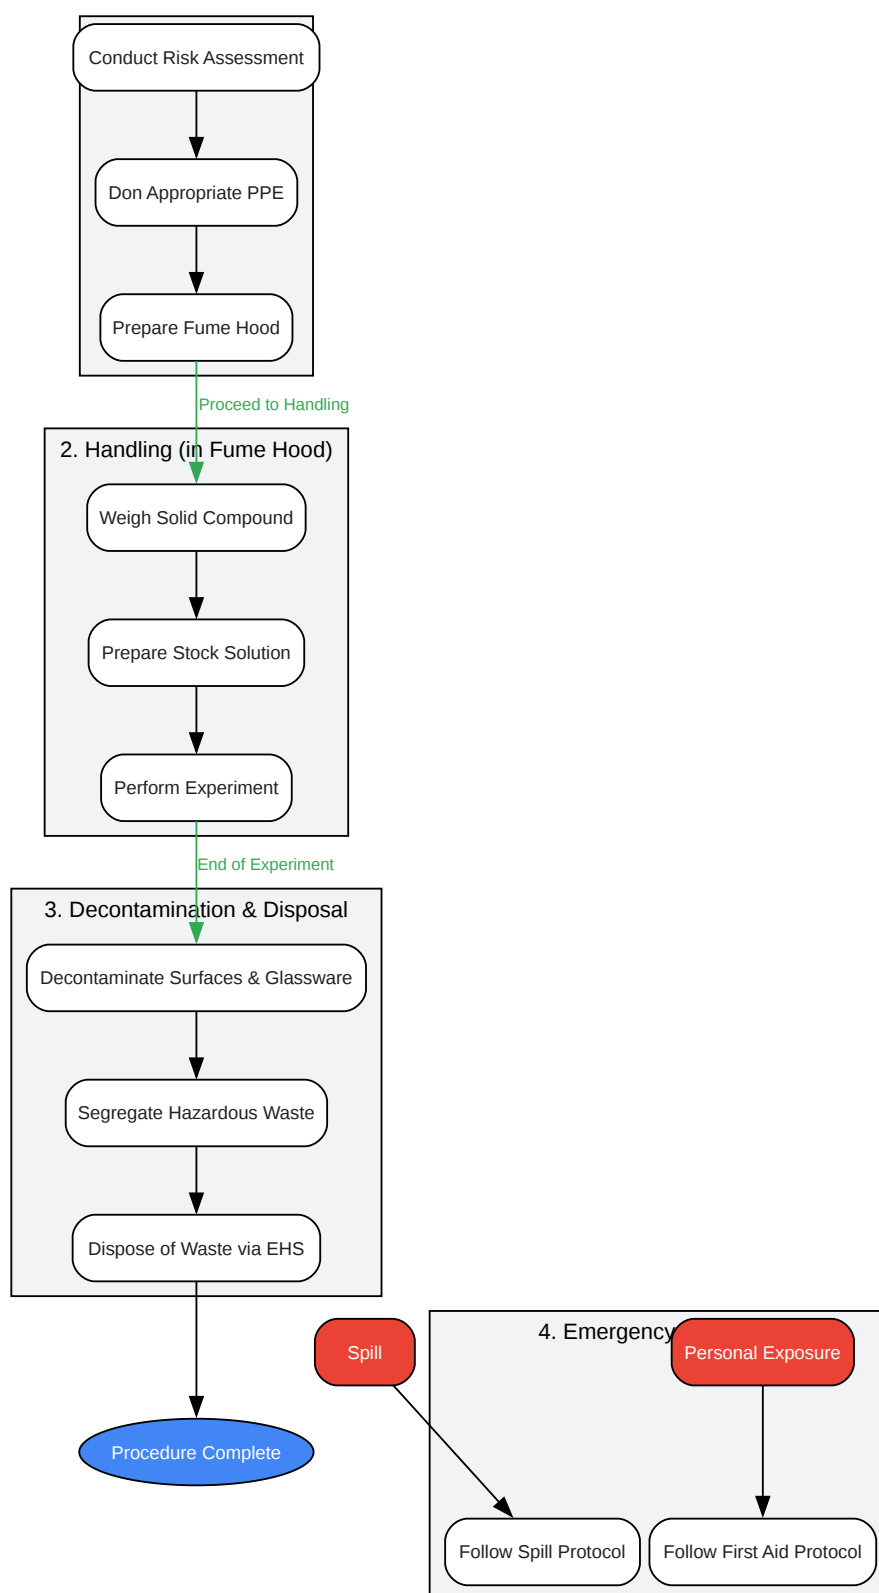 Conduct Risk Assessment
Don Appropriate PPE
Prepare Fume Hood
Proceed to Handling
2. Handling (in Fume Hood)
Weigh Solid Compound
Prepare Stock Solution
Perform Experiment
End of Experiment
3. Decontamination & Disposal
Decontaminate Surfaces & Glassware
Segregate Hazardous Waste
Dispose of Waste via EHS
Procedure Complete
4. Emergency
Spill
Personal Exposure
Follow Spill Protocol
Follow First Aid Protocol